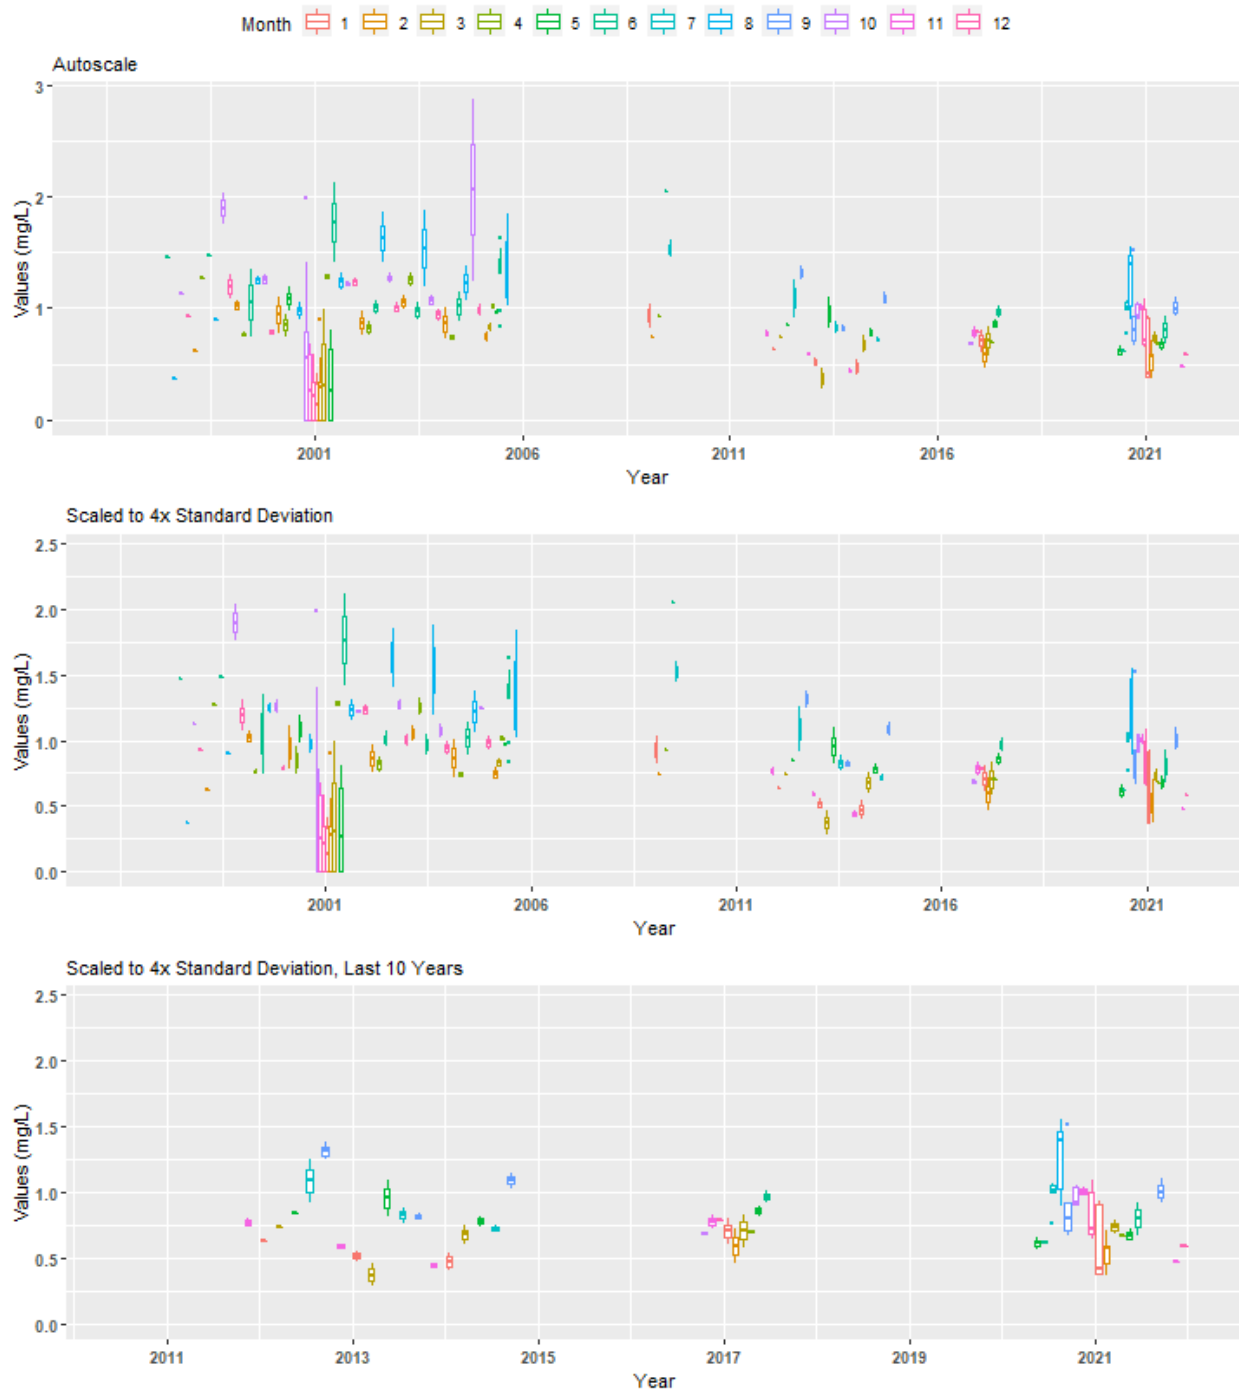 Month 1 2 3 4 5 6 7 8 9 10 11 12
Autoscale
3
2
1
0
Values (mg/L)
2001 2006 2011 2016 2021
Year
Scaled to 4x Standard Deviation
2.5
2.0
1.5
1.0
0.5
0.0
Values (mg/L)
2001 2006 2011 2016 2021
Year
Scaled to 4x Standard Deviation, Last 10 Years
2.5
2.0
1.5
1.0
0.5
0.0
Values (mg/L)
2011 2013 2015 2017 2019 2021
Year